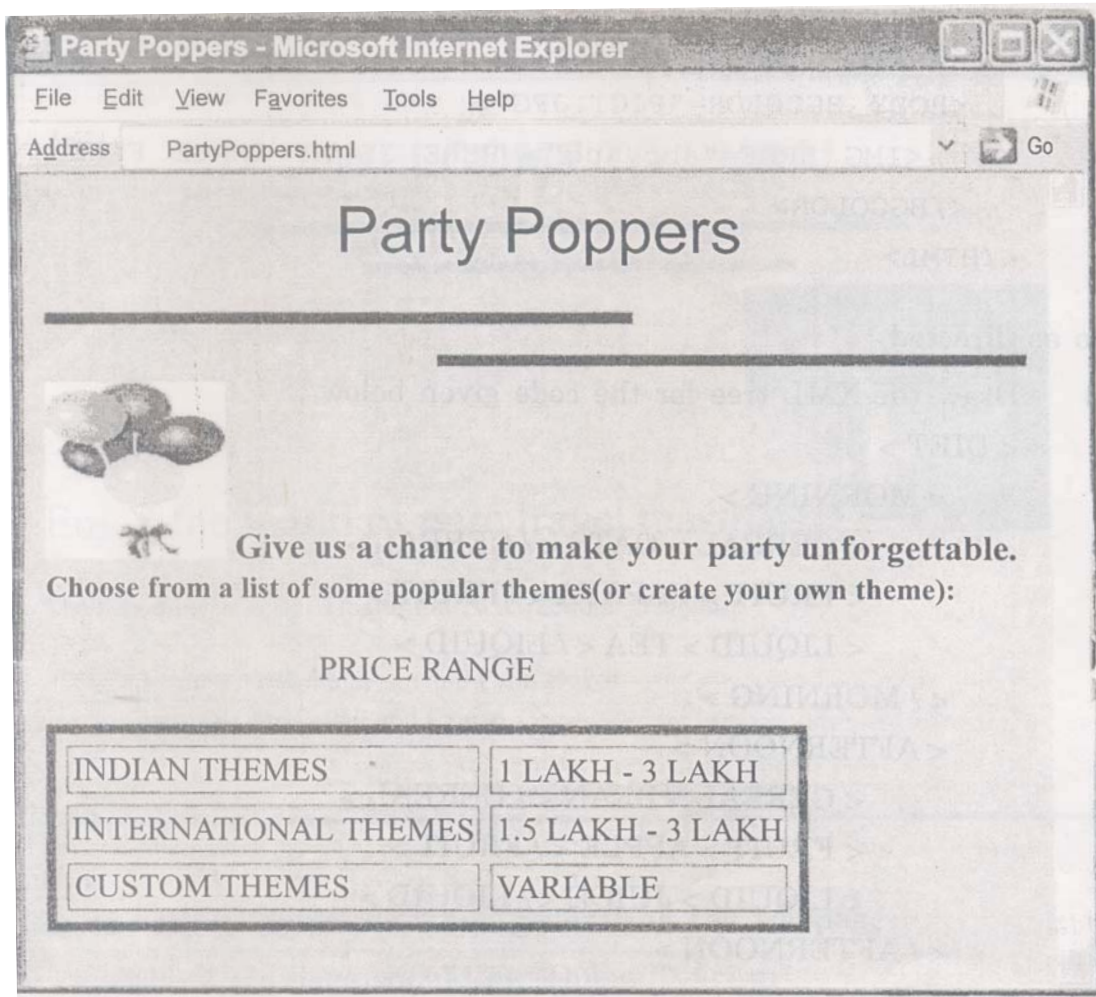 Party Poppers - Microsoft Internet Explorer
File Edit View Favorites Tools Help
Address PartyPoppers.html Go
Party Poppers
Give us a chance to make your party unforgettable.
Choose from a list of some popular themes(or create your own theme):
PRICE RANGE
INDIAN THEMES 1 LAKH - 3 LAKH
INTERNATIONAL THEMES 1.5 LAKH - 3 LAKH
CUSTOM THEMES VARIABLE